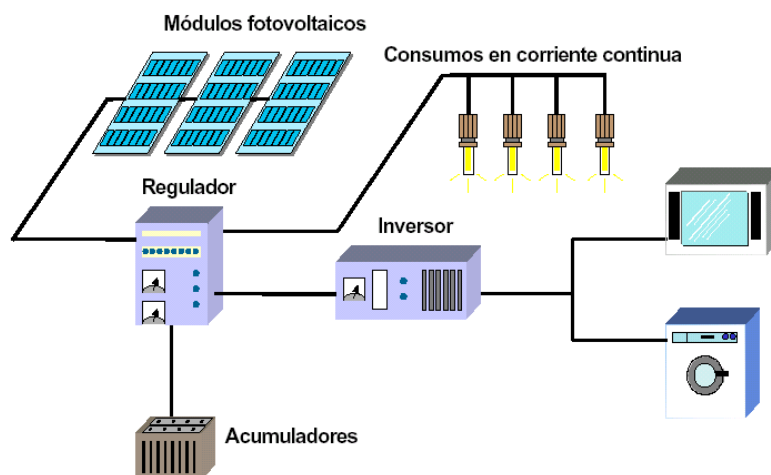 Módulos fotovoltaicos
Consumos en corriente continua
Regulador
Inversor
Acumuladores